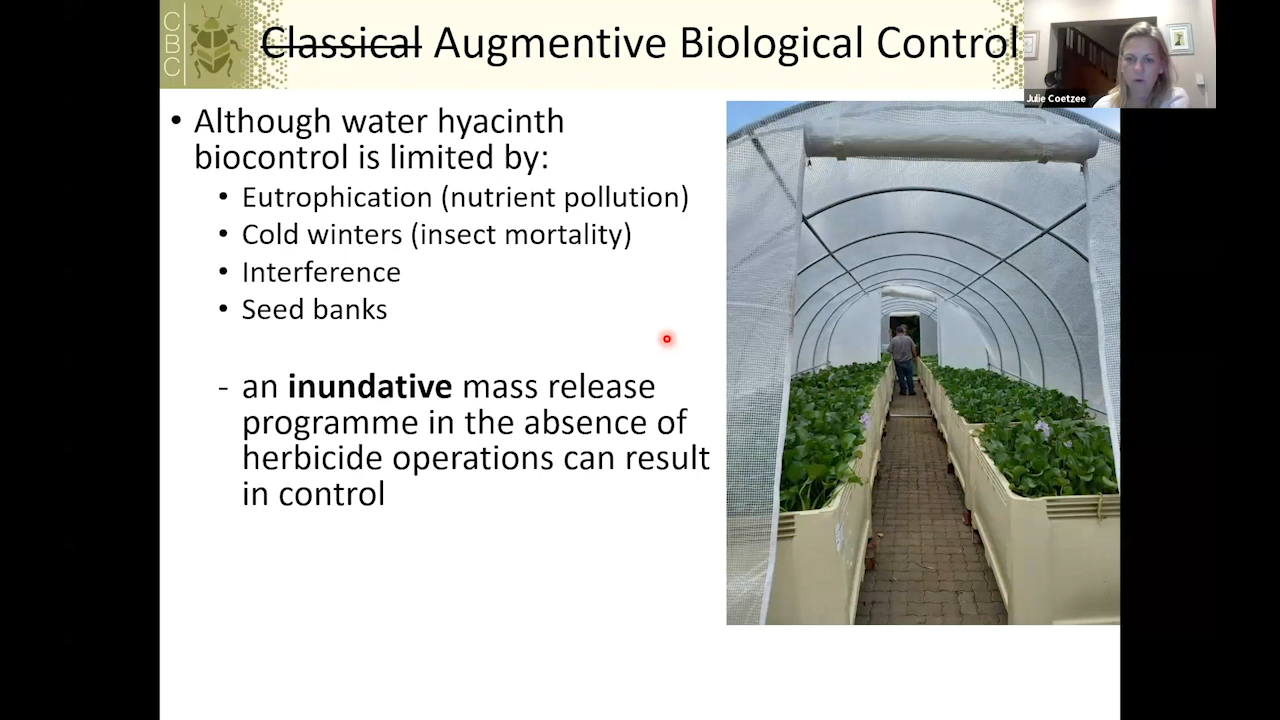 CBC
Classical Augmentive Biological Control
Julie Coetzee
• Although water hyacinth
biocontrol is limited by:
• Eutrophication (nutrient pollution)
• Cold winters (insect mortality)
• Interference
• Seed banks
- an inundative mass release
programme in the absence of
herbicide operations can result
in control